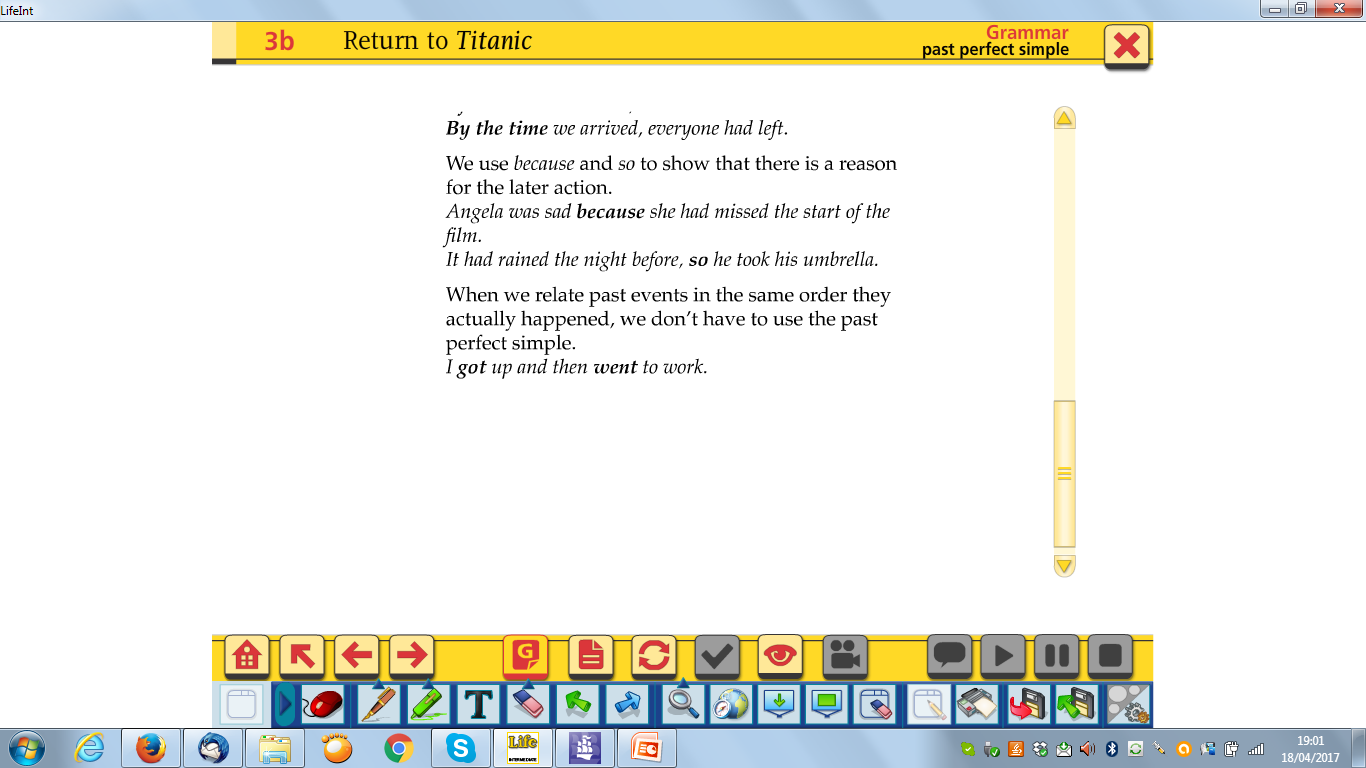 LifeInt
3b Return to Titanic
Grammar
past perfect simple
By the time we arrived, everyone had left.
We use because and so to show that there is a reason
for the later action.
Angela was sad because she had missed the start of the
film.
It had rained the night before, so he took his umbrella.
When we relate past events in the same order they
actually happened, we don’t have to use the past
perfect simple.
I got up and then went to work.
G
T
Life
INTERMEDIATE
19:01
18/04/2017